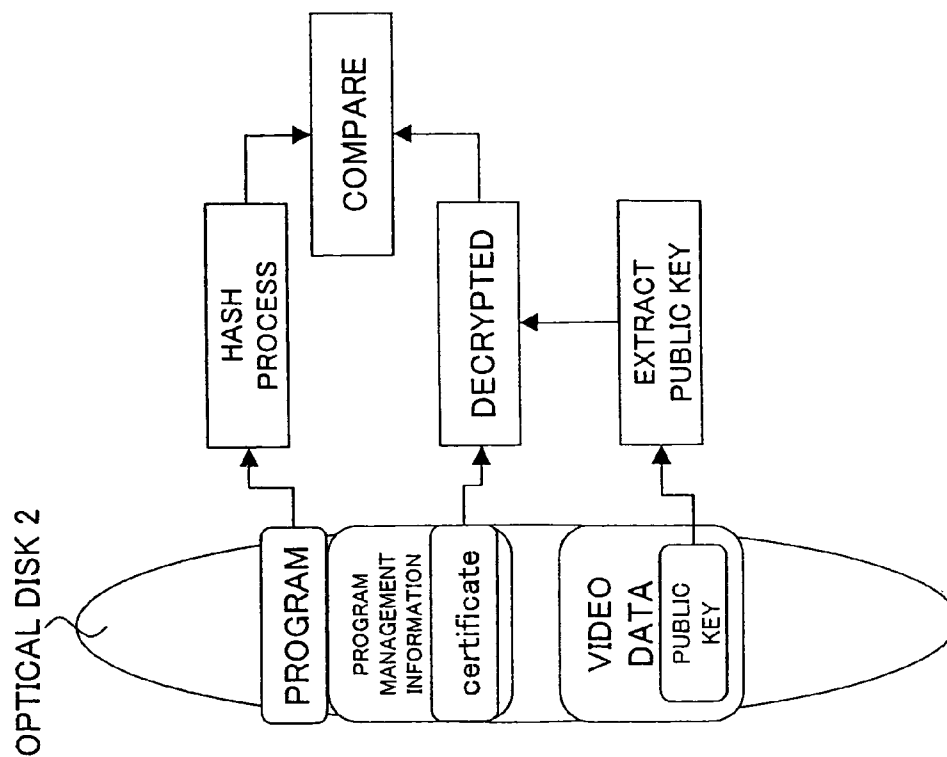 OPTICAL DISK 2
PROGRAM
PROGRAM
MANAGEMENT
INFORMATION
certificate
VIDEO
DATA
PUBLIC
KEY
HASH
PROCESS
DECRYPTED
EXTRACT
PUBLIC KEY
COMPARE